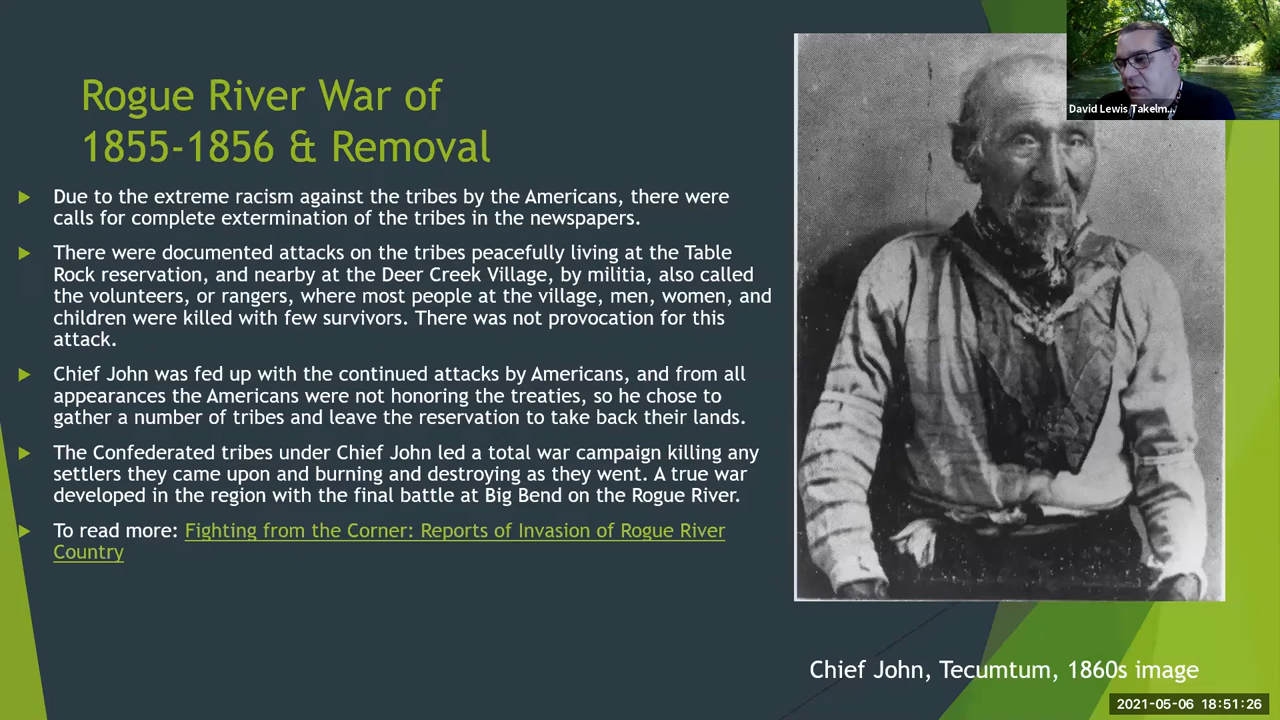 Rogue River War of
1855-1856 & Removal
Due to the extreme racism against the tribes by the Americans, there were
calls for complete extermination of the tribes in the newspapers.
There were documented attacks on the tribes peacefully living at the Table
Rock reservation, and nearby at the Deer Creek Village, by militia, also called
the volunteers, or rangers, where most people at the village, men, women, and
children were killed with few survivors. There was not provocation for this
attack.
Chief John was fed up with the continued attacks by Americans, and from all
appearances the Americans were not honoring the treaties, so he chose to
gather a number of tribes and leave the reservation to take back their lands.
The Confederated tribes under Chief John led a total war campaign killing any
settlers they came upon and burning and destroying as they went. A true war
developed in the region with the final battle at Big Bend on the Rogue River.
To read more: Fighting from the Corner: Reports of Invasion of Rogue River
Country
David Lewis Takelm...
Chief John, Tecumtum, 1860s image
2021-05-06 18:51:26